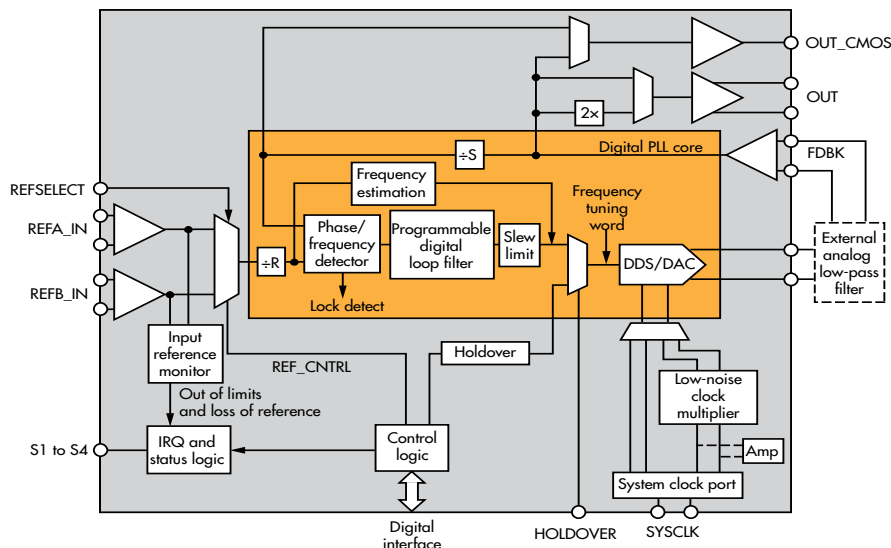 OUT_CMOS
2×
OUT
÷S
Digital PLL core
FDBK
REFSELECT
REFA_IN
REFB_IN
Frequency
estimation
Frequency
tuning
word
÷R
Phase/
frequency
detector
Programmable
digital
loop filter
Slew
limit
DDS/DAC
External
analog
low-pass
filter
Lock detect
Input
reference
monitor
REF_CNTRL
Holdover
Out of limits
and loss of reference
Low-noise
clock
multiplier
S1 to S4
IRQ and
status logic
Control
logic
Amp
System clock port
Digital
interface
HOLDOVER
SYSCLK